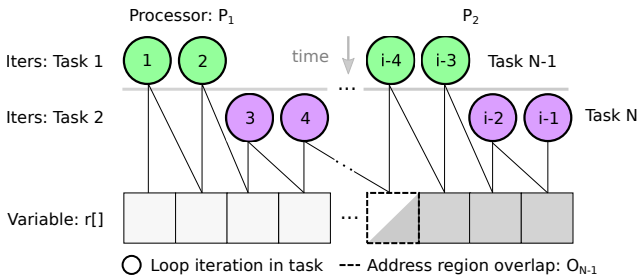 Processor: P1 P2
Iters: Task 1 1 2 time i-4 i-3 Task N-1
...
Iters: Task 2 3 4 i-2 i-1 Task N
...
Variable: r[] ...
Loop iteration in task Address region overlap: ON-1